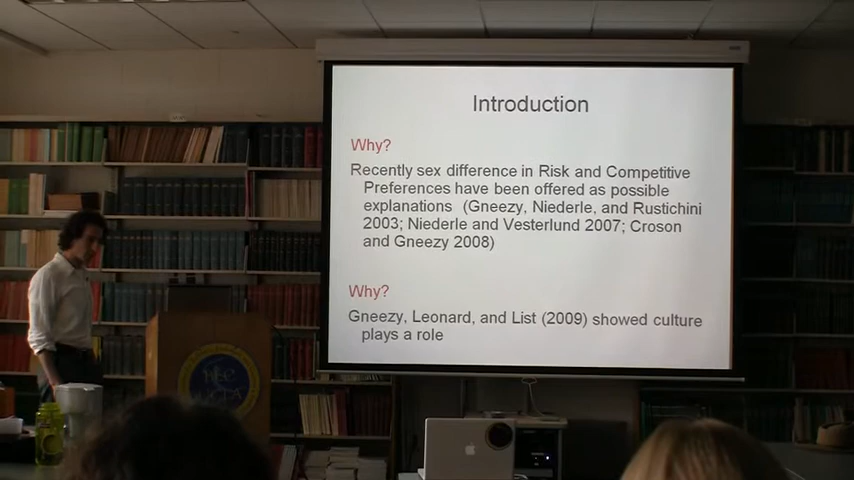 Introduction
Why?
Recently sex difference in Risk and Competitive
Preferences have been offered as possible
explanations (Gneezy, Niederle, and Rustichini
2003; Niederle and Vesterlund 2007; Croson
and Gneezy 2008)
Why?
Gneezy, Leonard, and List (2009) showed culture
plays a role